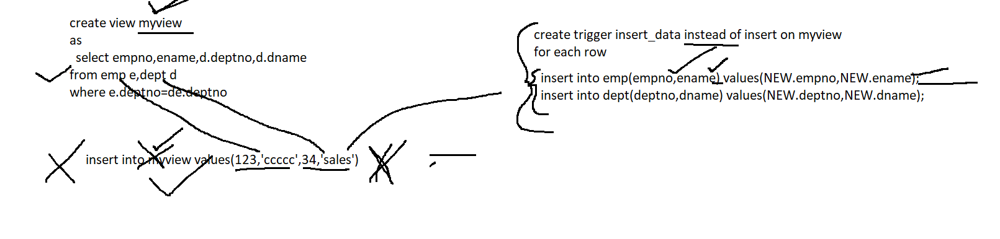 create view myview
as
select empno,ename,d.deptno,d.dname
from emp e,dept d
where e.deptno=de.deptno
insert into myview values(123,'ccccc',34,'sales')
create trigger insert_data instead of insert on myview
for each row
insert into emp(empno,ename) values(NEW.empno,NEW.ename);
insert into dept(deptno,dname) values(NEW.deptno,NEW.dname);